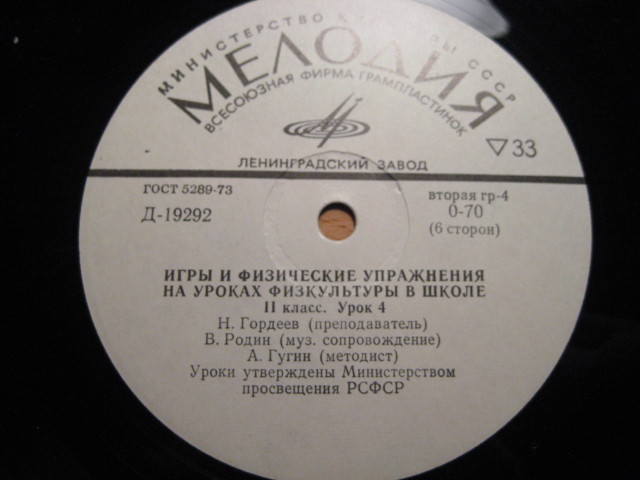 МИНИСТЕРСТВО КУЛЬТУРЫ СССР
МЕЛОДИЯ
ВСЕСОЮЗНАЯ ФИРМА ГРАМПЛАСТИНОК
▽33
ЛЕНИНГРАДСКИЙ ЗАВОД
ГОСТ 5289-73
Д-19292
вторая гр-4
0-70
(6 сторон)
ИГРЫ И ФИЗИЧЕСКИЕ УПРАЖНЕНИЯ
НА УРОКАХ ФИЗКУЛЬТУРЫ В ШКОЛЕ
II класс. Урок 4
Н. Гордеев (преподаватель)
В. Родин (муз. сопровождение)
А. Гугин (методист)
Уроки утверждены Министерством
просвещения РСФСР